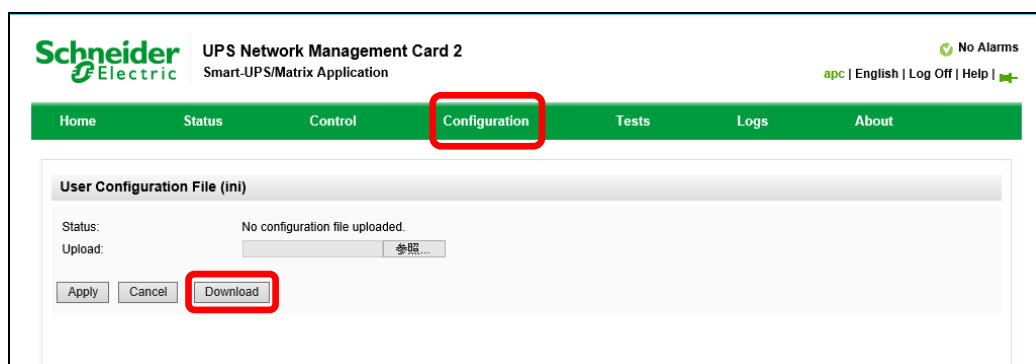 Schneider Electric
UPS Network Management Card 2
Smart-UPS/Matrix Application
No Alarms
apc | English | Log Off | Help |
Home Status Control Configuration Tests Logs About
User Configuration File (ini)
Status: No configuration file uploaded.
Upload: 参照...
Apply Cancel Download